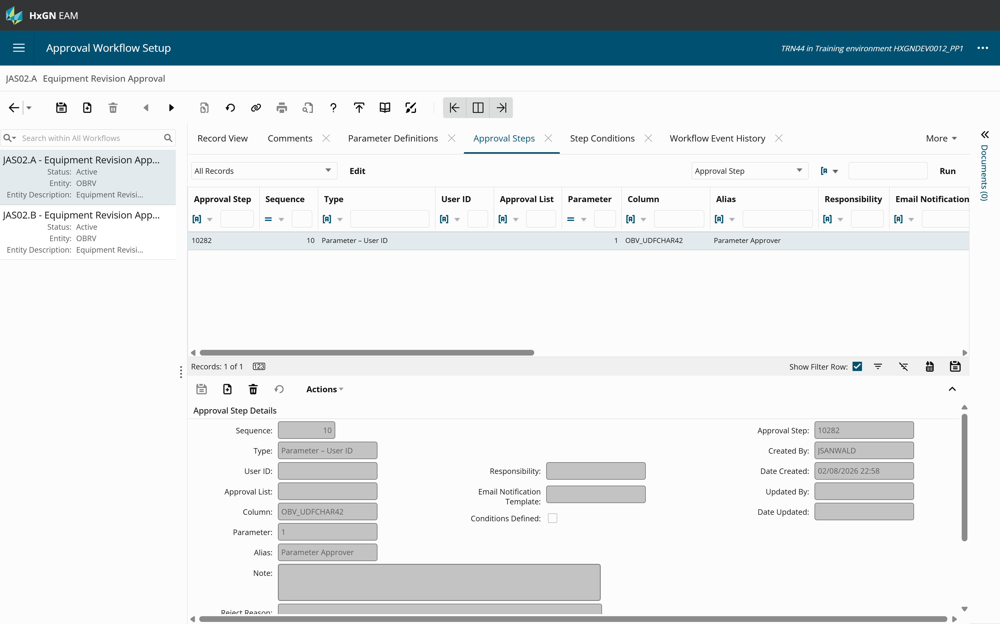 HxGN EAM
Approval Workflow Setup
TRN44 in Training environment HXGNDEV0012_PP1
JAS02.A Equipment Revision Approval
Search within All Workflows
JAS02.A - Equipment Revision App...
Status: Active
Entity: OBRV
Entity Description: Equipment Revisi...
JAS02.B - Equipment Revision App...
Status: Active
Entity: OBRV
Entity Description: Equipment Revisi...
Record View Comments Parameter Definitions Approval Steps Step Conditions Workflow Event History More
Documents (0)
All Records Edit Approval Step Run
Approval Step Sequence Type User ID Approval List Parameter Column Alias Responsibility Email Notification
10282 10 Parameter – User ID 1 OBV_UDFCHAR42 Parameter Approver
Records: 1 of 1 123 Show Filter Row:
Actions
Approval Step Details
Sequence: 10
Type: Parameter – User ID
User ID:
Approval List:
Column: OBV_UDFCHAR42
Parameter: 1
Alias: Parameter Approver
Note:
Reject Reason:
Responsibility:
Email Notification
Template:
Conditions Defined:
Approval Step: 10282
Created By: JSANWALD
Date Created: 02/08/2026 22:58
Updated By:
Date Updated: